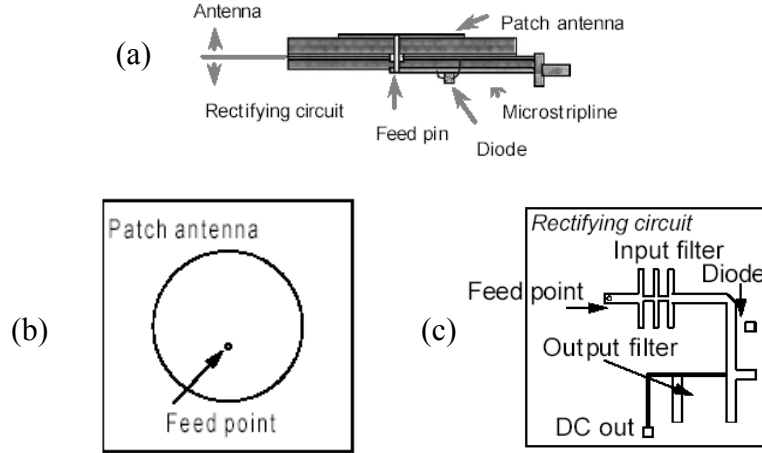 Antenna
Patch antenna
(a)
Rectifying circuit
Microstripline
Feed pin
Diode
Patch antenna
(b)
Feed point
Rectifying circuit
Input filter
Diode
Feed point
(c)
Output filter
DC out